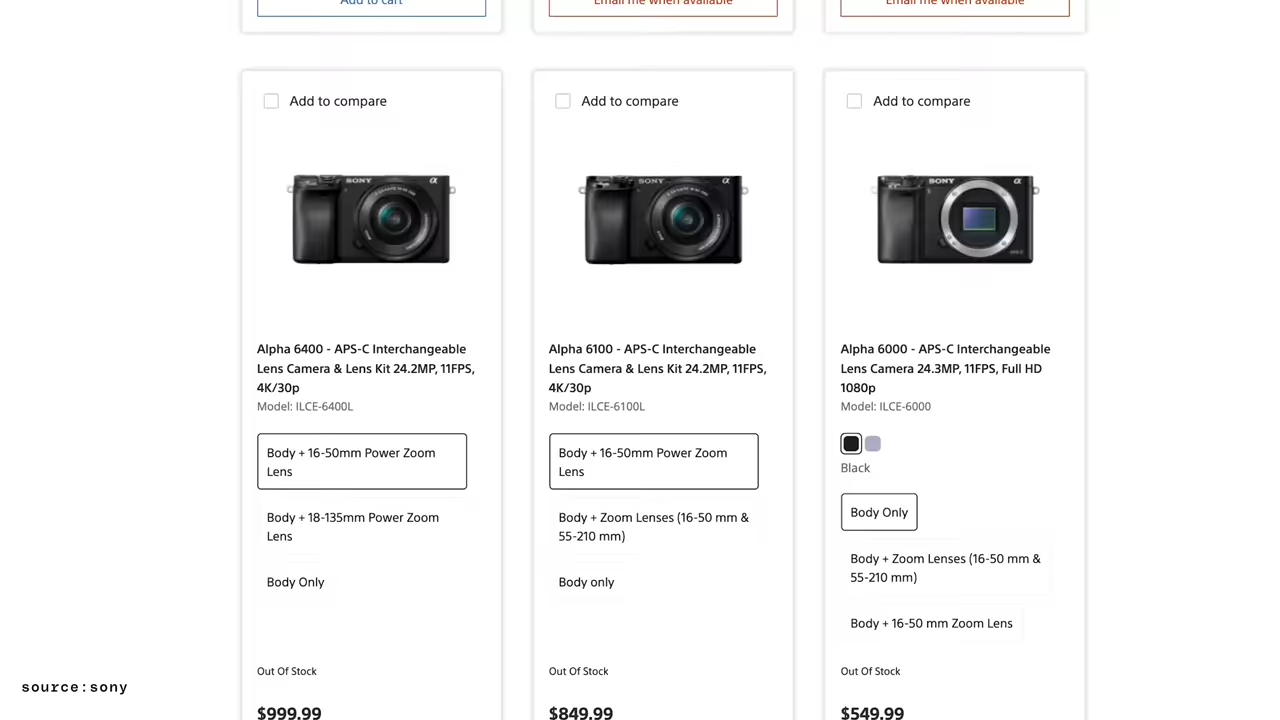 Add to cart
Email me when available
Email me when available
Add to compare
Add to compare
Add to compare
SONY
α
SONY
α
SONY
α
Alpha 6400 - APS-C Interchangeable
Lens Camera & Lens Kit 24.2MP, 11FPS,
4K/30p
Model: ILCE-6400L
Body + 16-50mm Power Zoom
Lens
Body + 18-135mm Power Zoom
Lens
Body Only
Out Of Stock
$999.99
Alpha 6100 - APS-C Interchangeable
Lens Camera & Lens Kit 24.2MP, 11FPS,
4K/30p
Model: ILCE-6100L
Body + 16-50mm Power Zoom
Lens
Body + Zoom Lenses (16-50 mm &
55-210 mm)
Body only
Out Of Stock
$849.99
Alpha 6000 - APS-C Interchangeable
Lens Camera 24.3MP, 11FPS, Full HD
1080p
Model: ILCE-6000
Black
Body Only
Body + Zoom Lenses (16-50 mm &
55-210 mm)
Body + 16-50 mm Zoom Lens
Out Of Stock
$549.99
source:sony